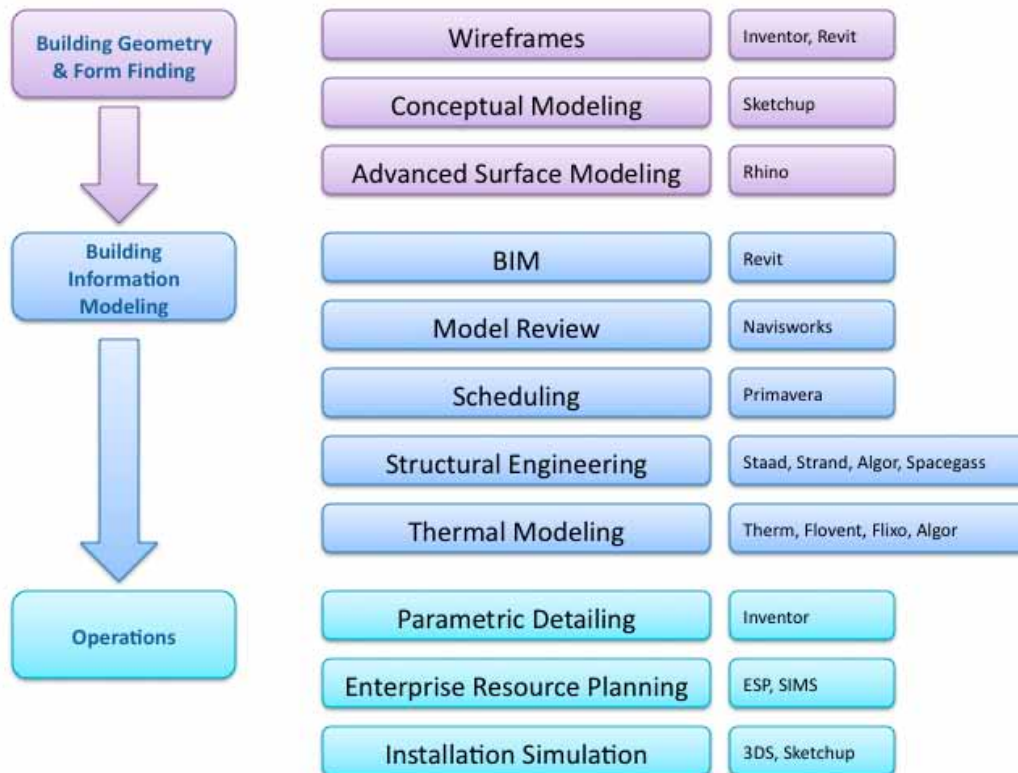 Building Geometry
& Form Finding
Wireframes
Inventor, Revit
Conceptual Modeling
Sketchup
Advanced Surface Modeling
Rhino
Building
Information
Modeling
BIM
Revit
Model Review
Navisworks
Scheduling
Primavera
Structural Engineering
Staad, Strand, Algor, Spacegass
Thermal Modeling
Therm, Flovent, Flixo, Algor
Operations
Parametric Detailing
Inventor
Enterprise Resource Planning
ESP, SIMS
Installation Simulation
3DS, Sketchup